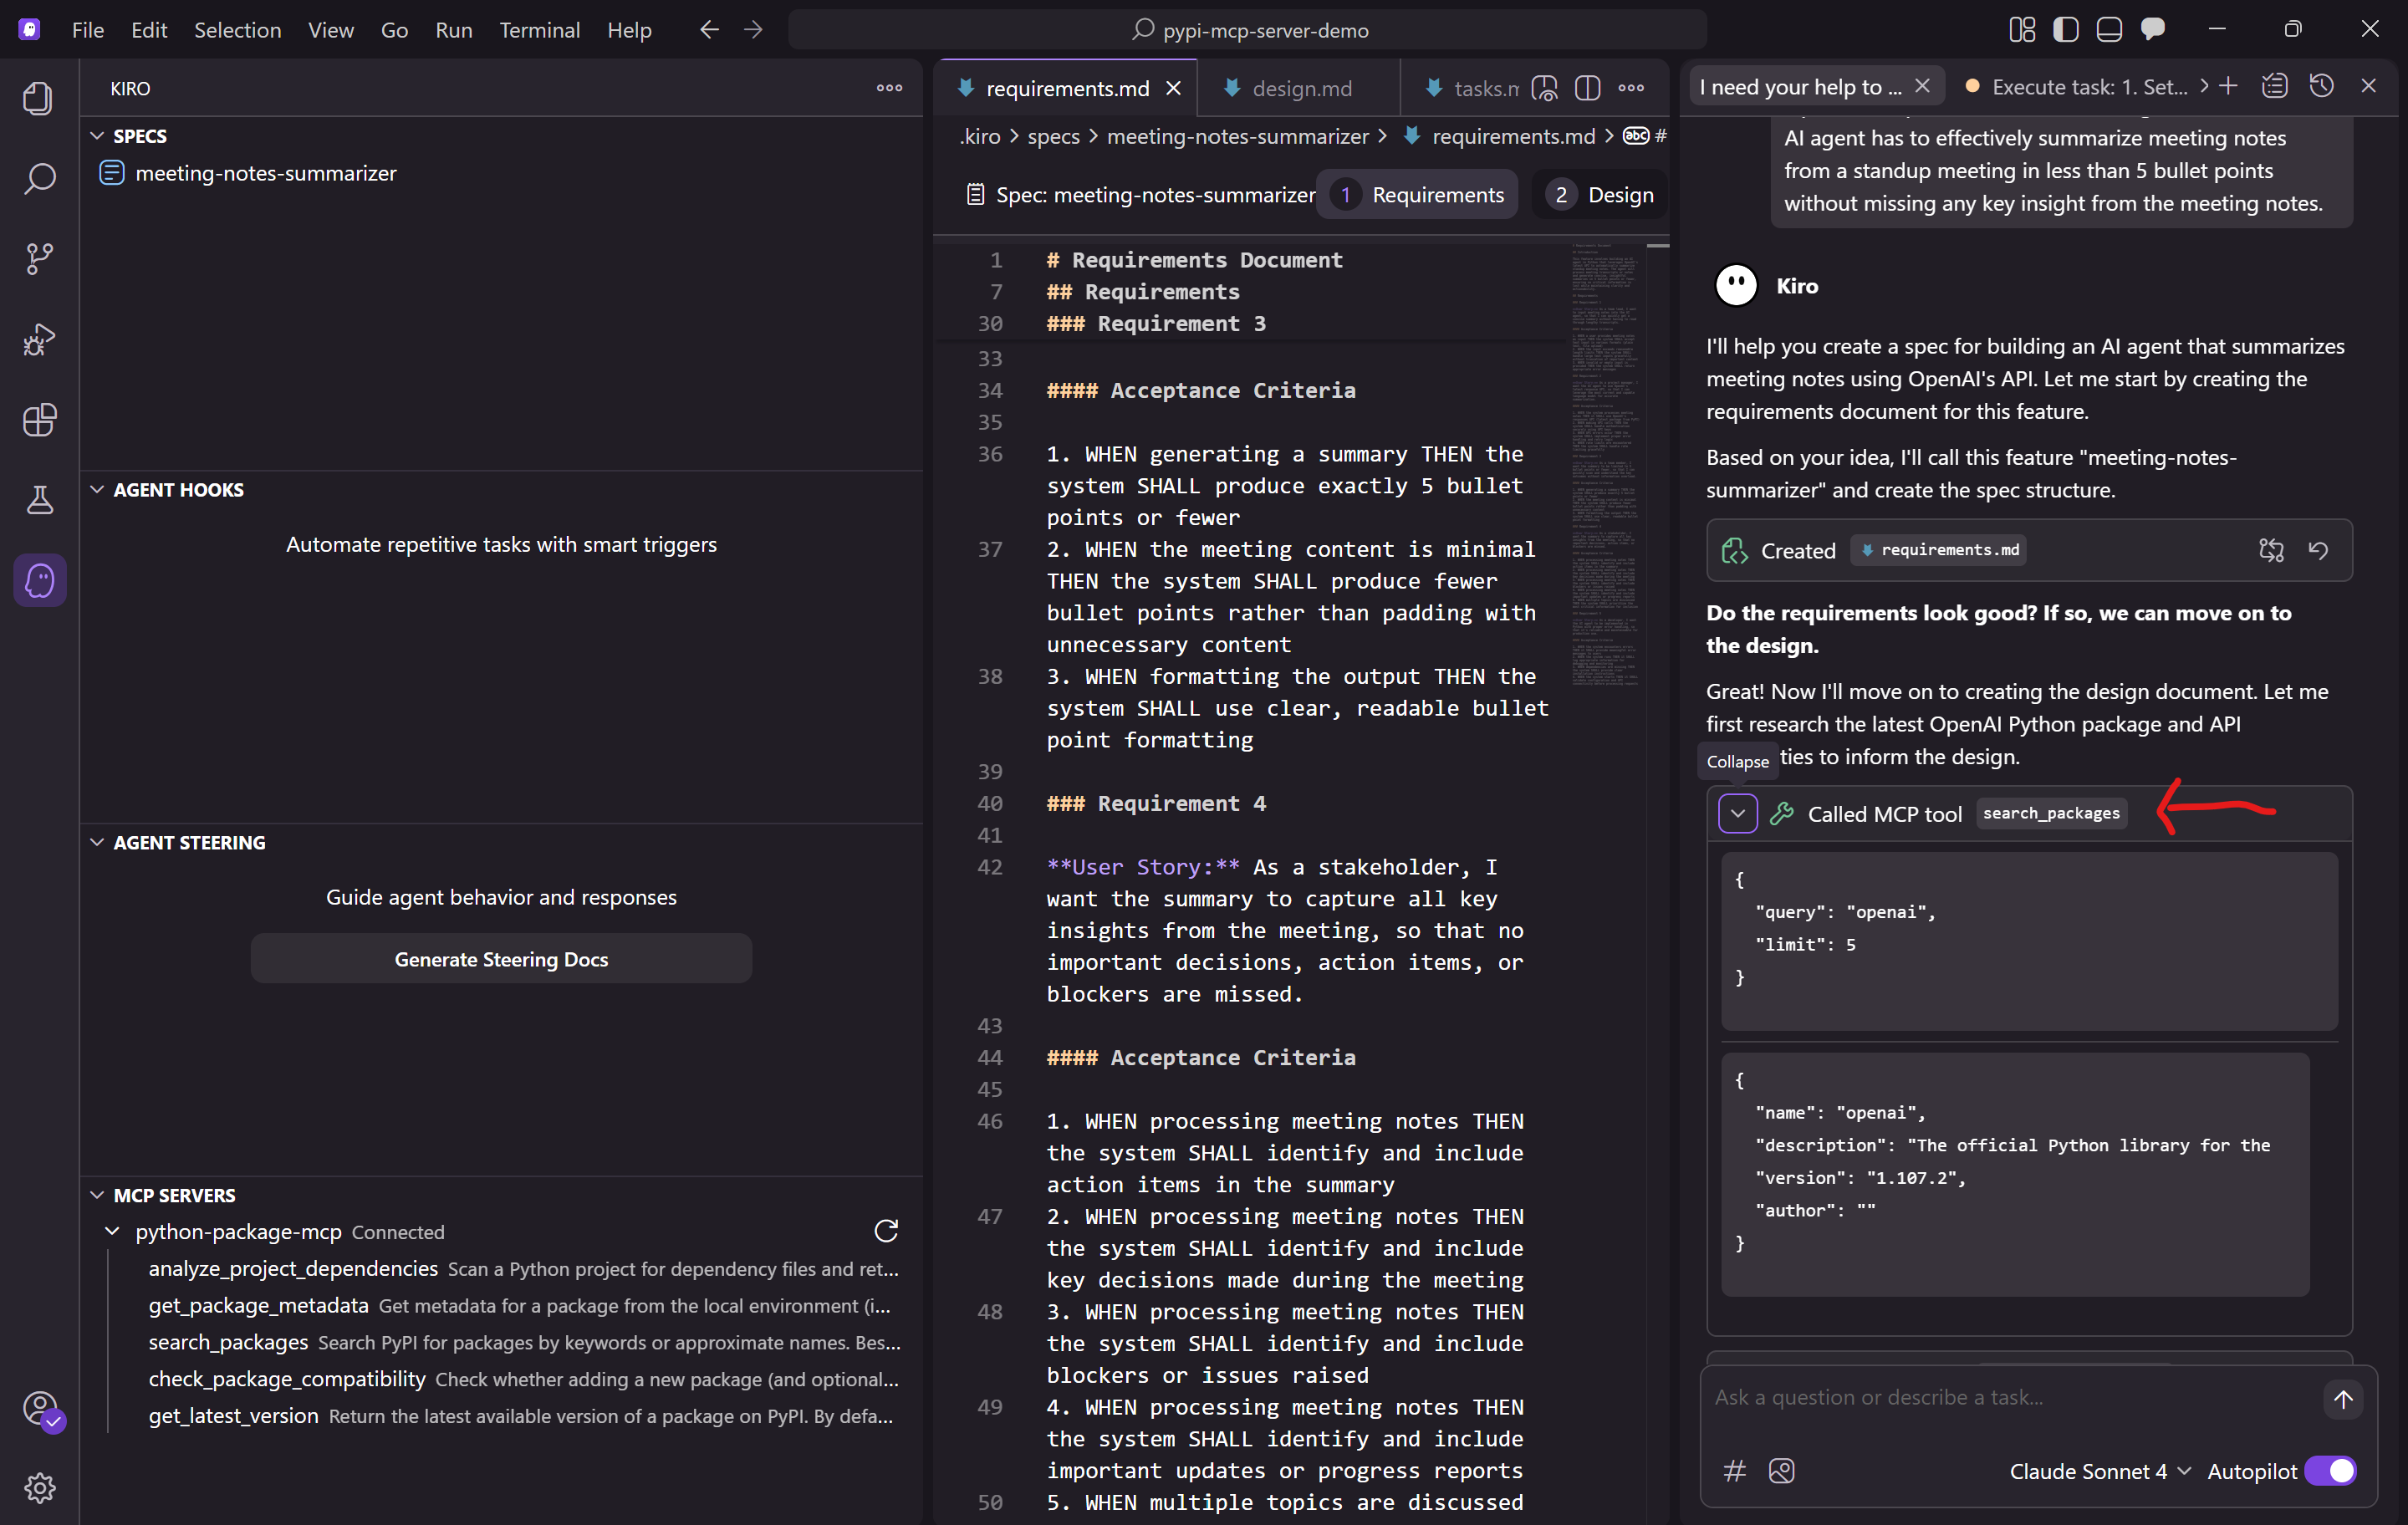 File Edit Selection View Go Run Terminal Help
pypi-mcp-server-demo
KIRO
SPECS
meeting-notes-summarizer
AGENT HOOKS
Automate repetitive tasks with smart triggers
AGENT STEERING
Guide agent behavior and responses
Generate Steering Docs
MCP SERVERS
python-package-mcp Connected
analyze_project_dependencies Scan a Python project for dependency files and ret...
get_package_metadata Get metadata for a package from the local environment (i...
search_packages Search PyPI for packages by keywords or approximate names. Bes...
check_package_compatibility Check whether adding a new package (and optional...
get_latest_version Return the latest available version of a package on PyPI. By defa...
requirements.md
design.md
tasks.m
.kiro > specs > meeting-notes-summarizer > requirements.md > abc #
Spec: meeting-notes-summarizer 1 Requirements 2 Design
1 # Requirements Document
7 ## Requirements
30 ### Requirement 3
33
34 #### Acceptance Criteria
35
36 1. WHEN generating a summary THEN the
system SHALL produce exactly 5 bullet
points or fewer
37 2. WHEN the meeting content is minimal
THEN the system SHALL produce fewer
bullet points rather than padding with
unnecessary content
38 3. WHEN formatting the output THEN the
system SHALL use clear, readable bullet
point formatting
39
40 ### Requirement 4
41
42 **User Story:** As a stakeholder, I
want the summary to capture all key
insights from the meeting, so that no
important decisions, action items, or
blockers are missed.
43
44 #### Acceptance Criteria
45
46 1. WHEN processing meeting notes THEN
the system SHALL identify and include
action items in the summary
47 2. WHEN processing meeting notes THEN
the system SHALL identify and include
key decisions made during the meeting
48 3. WHEN processing meeting notes THEN
the system SHALL identify and include
blockers or issues raised
49 4. WHEN processing meeting notes THEN
the system SHALL identify and include
important updates or progress reports
50 5. WHEN multiple topics are discussed
I need your help to ...
Execute task: 1. Set...
AI agent has to effectively summarize meeting notes
from a standup meeting in less than 5 bullet points
without missing any key insight from the meeting notes.
Kiro
I'll help you create a spec for building an AI agent that summarizes
meeting notes using OpenAI's API. Let me start by creating the
requirements document for this feature.
Based on your idea, I'll call this feature "meeting-notes-
summarizer" and create the spec structure.
Created requirements.md
Do the requirements look good? If so, we can move on to
the design.
Great! Now I'll move on to creating the design document. Let me
first research the latest OpenAI Python package and API
ties to inform the design.
Collapse
Called MCP tool search_packages
{
"query": "openai",
"limit": 5
}
{
"name": "openai",
"description": "The official Python library for the
"version": "1.107.2",
"author": ""
}
Ask a question or describe a task...
# Claude Sonnet 4 Autopilot